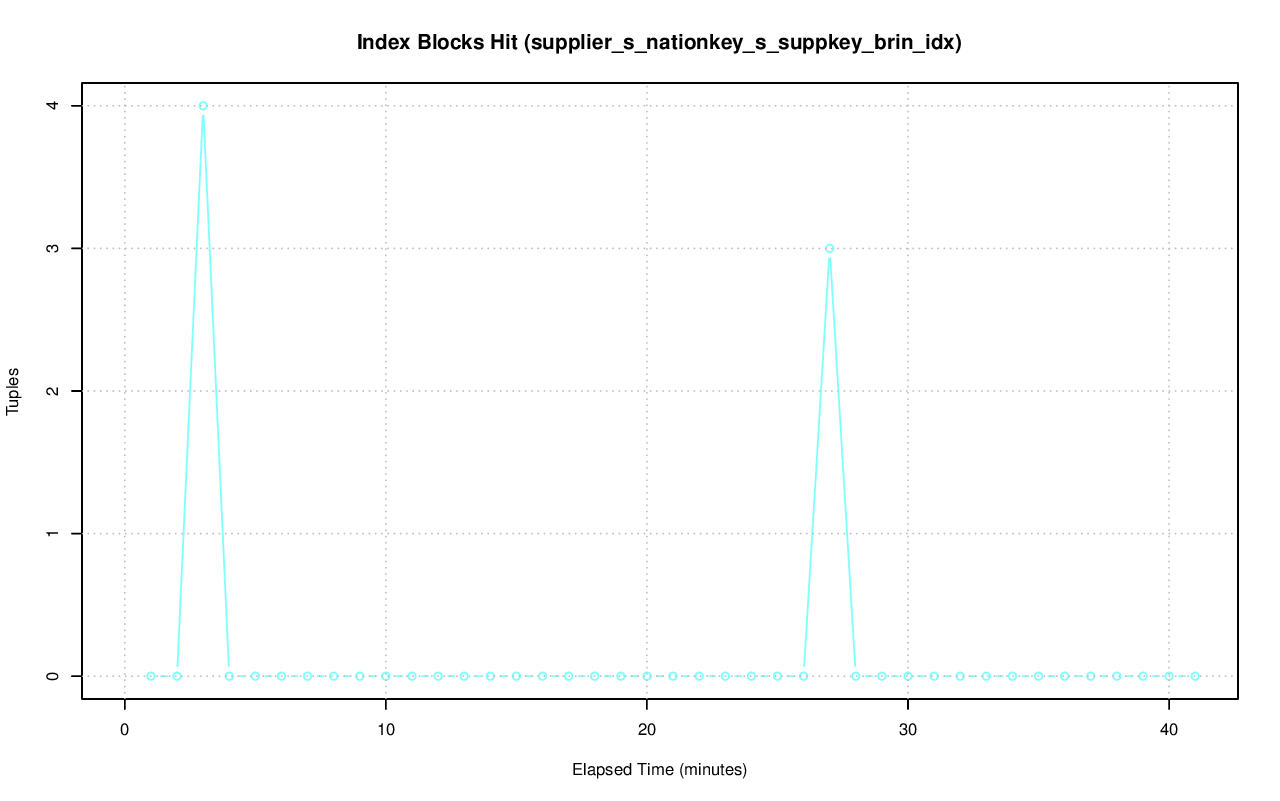 Index Blocks Hit (supplier_s_nationkey_s_suppkey_brin_idx)
Tuples
4
3
2
1
0
0 10 20 30 40
Elapsed Time (minutes)